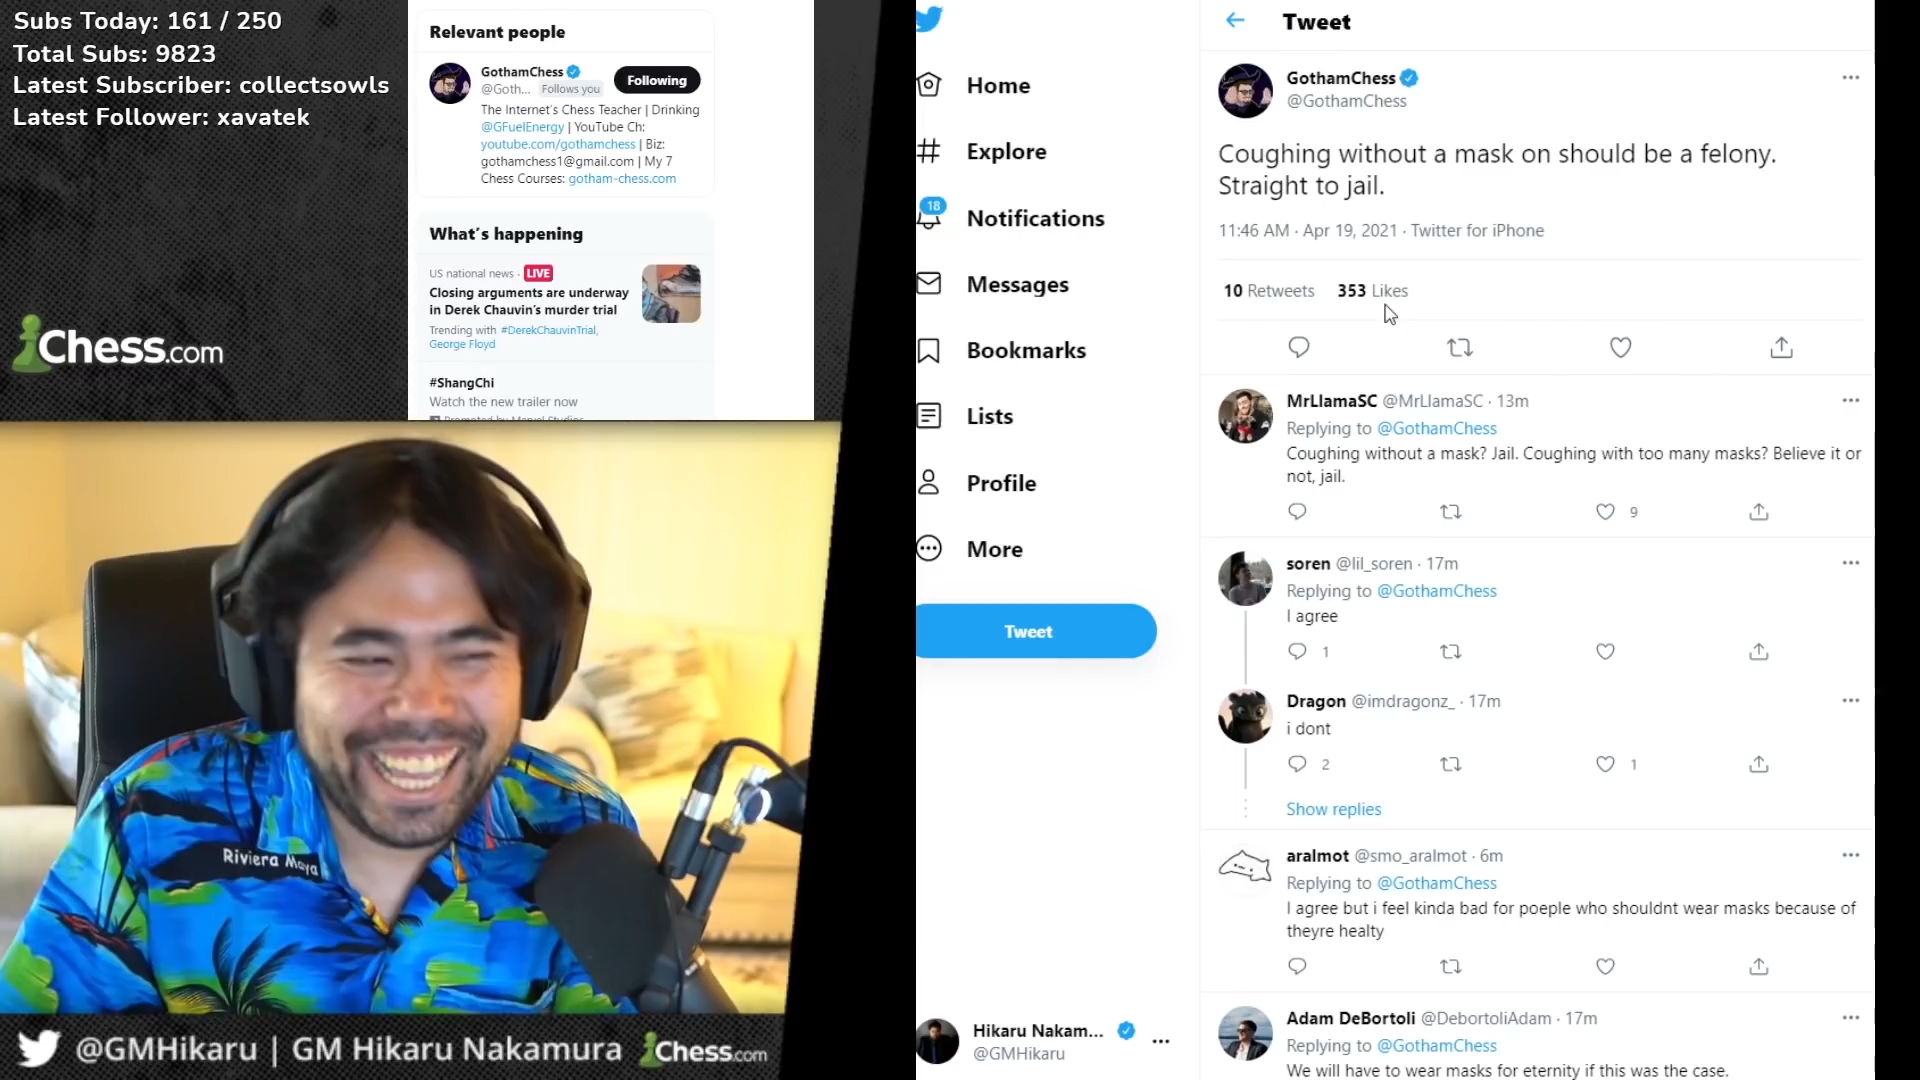 Subs Today: 161 / 250
Total Subs: 9823
Latest Subscriber: collectsowls
Latest Follower: xavatek
Chess.com
Relevant people
GothamChess
@Goth... Follows you
Following
The Internet's Chess Teacher | Drinking
@GFuelEnergy | YouTube Ch:
youtube.com/gothamchess | Biz:
gothamchess1@gmail.com | My 7
Chess Courses: gotham-chess.com
What's happening
US national news · LIVE
Closing arguments are underway
in Derek Chauvin's murder trial
Trending with #DerekChauvinTrial,
George Floyd
#ShangChi
Watch the new trailer now
Promoted by Marvel Studios
Riviera Maya
@GMHikaru | GM Hikaru Nakamura
Chess.com
Home
Explore
18
Notifications
Messages
Bookmarks
Lists
Profile
More
Tweet
Hikaru Nakam...
@GMHikaru
Tweet
GothamChess
@GothamChess
Coughing without a mask on should be a felony.
Straight to jail.
11:46 AM · Apr 19, 2021 · Twitter for iPhone
10 Retweets 353 Likes
MrLlamaSC @MrLlamaSC · 13m
Replying to @GothamChess
Coughing without a mask? Jail. Coughing with too many masks? Believe it or
not, jail.
9
soren @lil_soren · 17m
Replying to @GothamChess
I agree
1
Dragon @imdragonz_ · 17m
i dont
2 1
Show replies
aralmot @smo_aralmot · 6m
Replying to @GothamChess
I agree but i feel kinda bad for poeple who shouldnt wear masks because of
theyre healty
Adam DeBortoli @DebortoliAdam · 17m
Replying to @GothamChess
We will have to wear masks for eternity if this was the case.